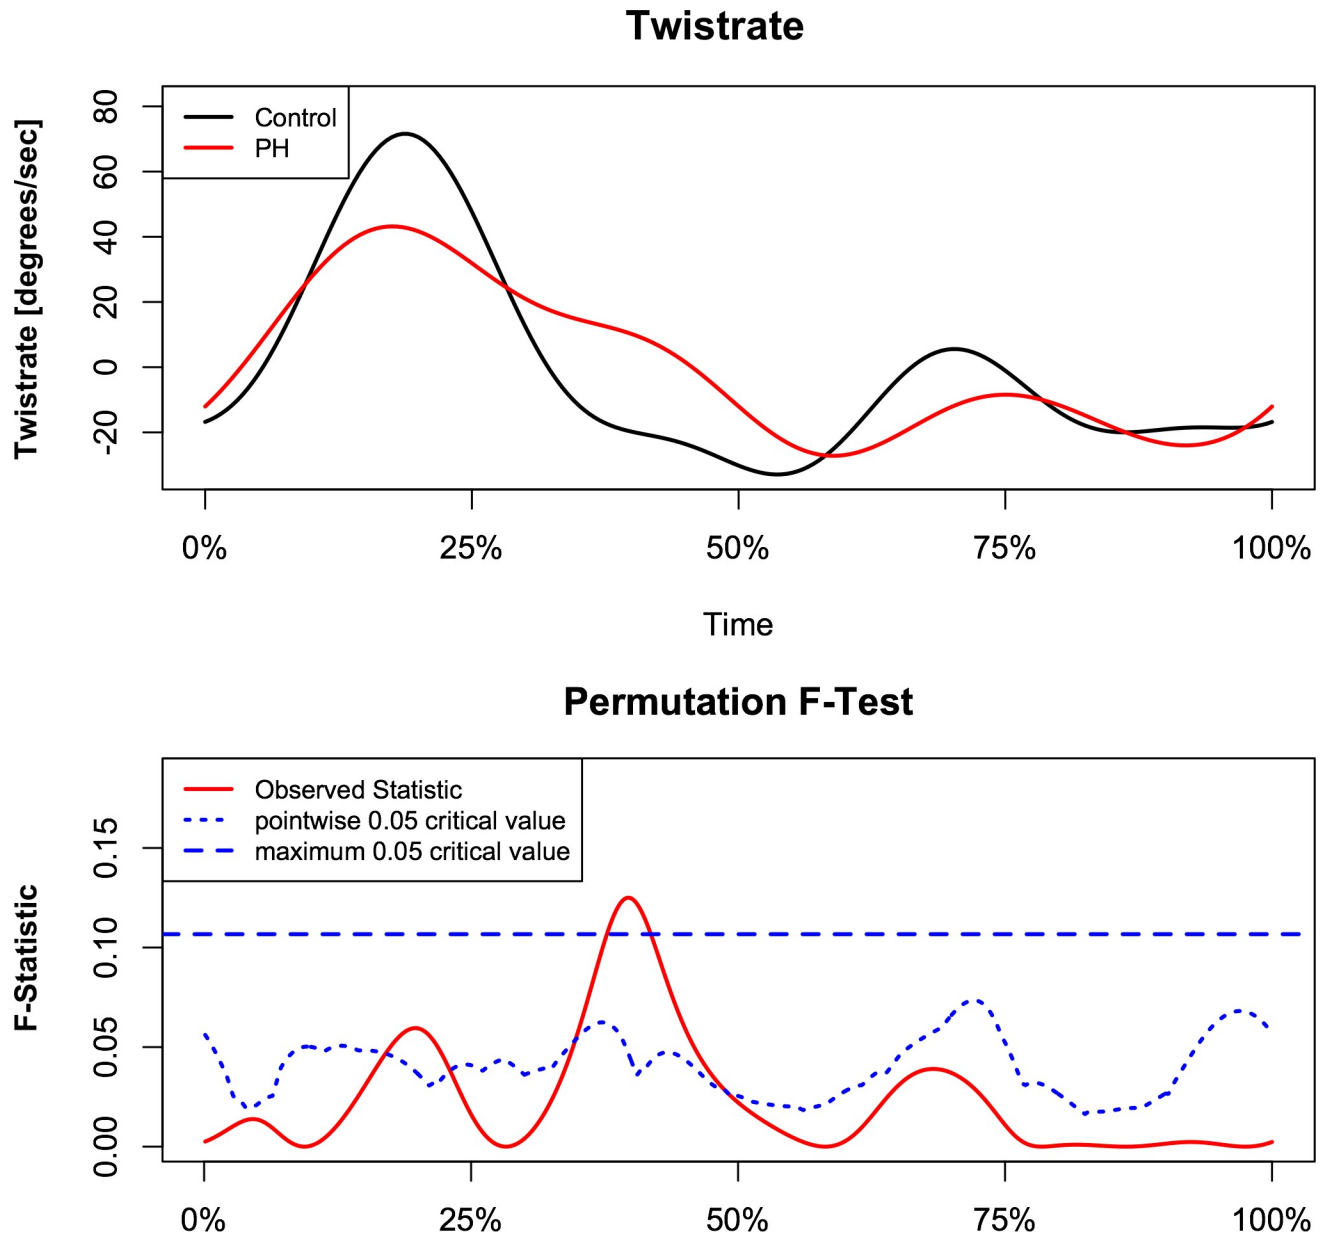 Twistrate
Twistrate [degrees/sec]
80
60
40
20
0
-20
Control
PH
0% 25% 50% 75% 100%
Time
Permutation F-Test
F-Statistic
0.15
0.10
0.05
0.00
Observed Statistic
pointwise 0.05 critical value
maximum 0.05 critical value
0% 25% 50% 75% 100%